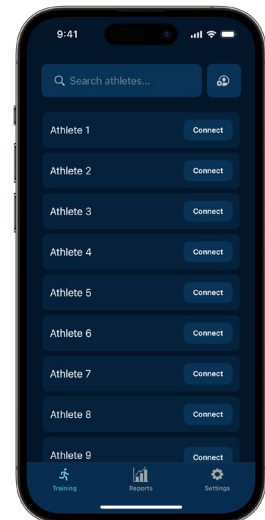 9:41
Search athletes...
Athlete 1 Connect
Athlete 2 Connect
Athlete 3 Connect
Athlete 4 Connect
Athlete 5 Connect
Athlete 6 Connect
Athlete 7 Connect
Athlete 8 Connect
Athlete 9 Connect
Training Reports Settings